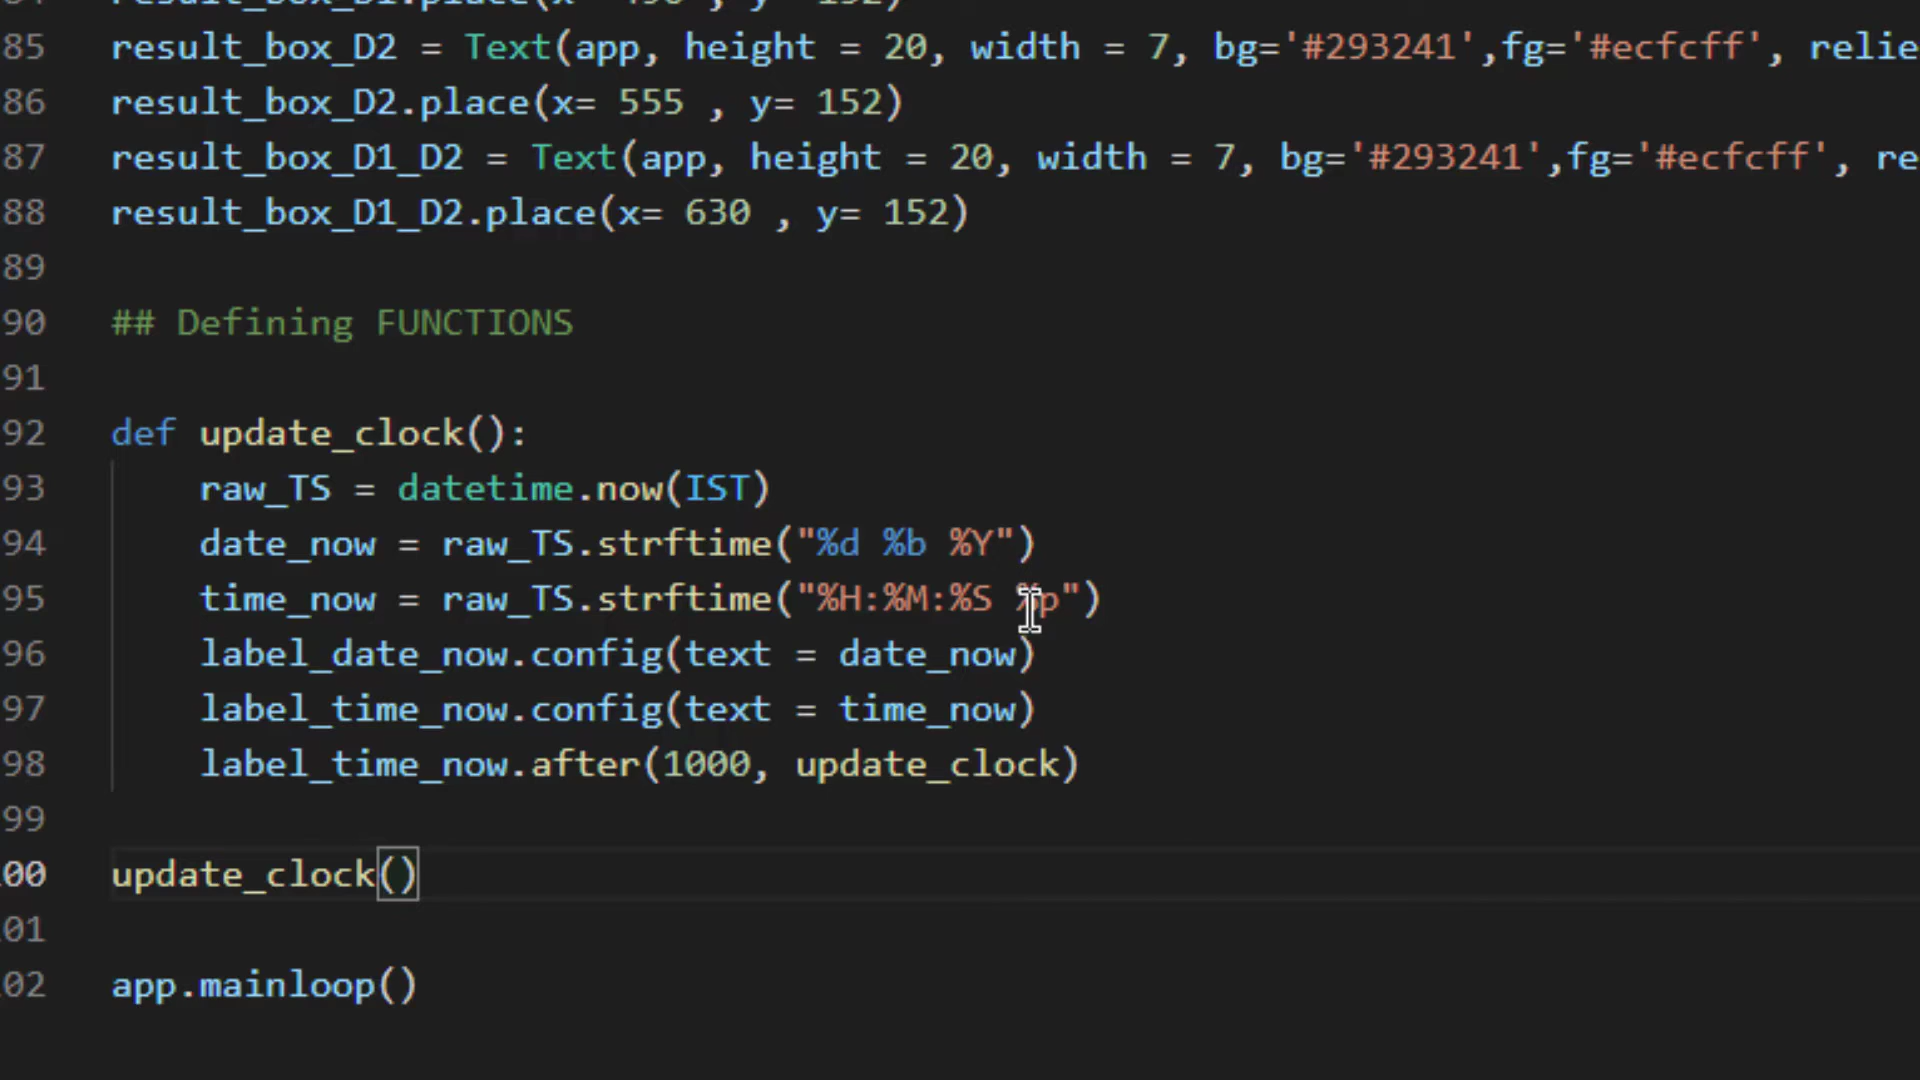 result_box_D1.place(x= 490 , y= 152)
85 result_box_D2 = Text(app, height = 20, width = 7, bg='#293241',fg='#ecfcff', relie
86 result_box_D2.place(x= 555 , y= 152)
87 result_box_D1_D2 = Text(app, height = 20, width = 7, bg='#293241',fg='#ecfcff', re
88 result_box_D1_D2.place(x= 630 , y= 152)
89
90 ## Defining FUNCTIONS
91
92 def update_clock():
93 raw_TS = datetime.now(IST)
94 date_now = raw_TS.strftime("%d %b %Y")
95 time_now = raw_TS.strftime("%H:%M:%S %p")
96 label_date_now.config(text = date_now)
97 label_time_now.config(text = time_now)
98 label_time_now.after(1000, update_clock)
99
00 update_clock()
01
02 app.mainloop()